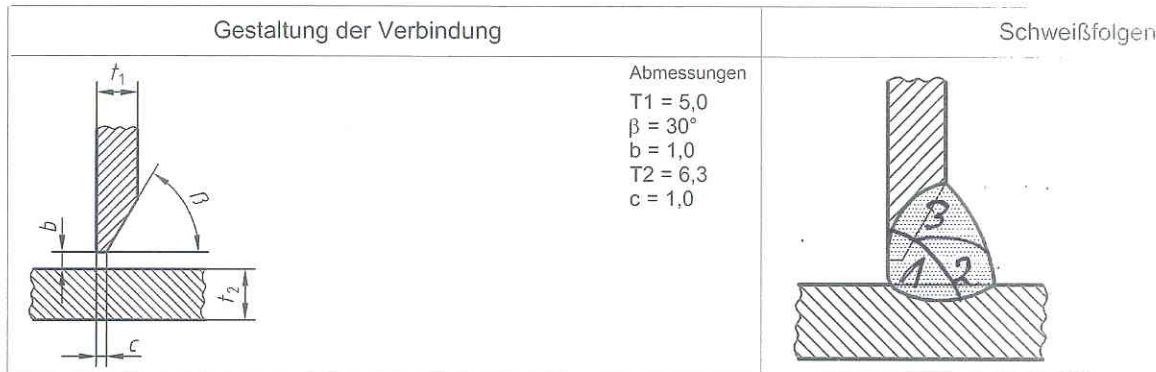 Gestaltung der Verbindung
Schweißfolgen
t₁
β
b
t₂
c
Abmessungen
T1 = 5,0
β = 30°
b = 1,0
T2 = 6,3
c = 1,0
3
1
2